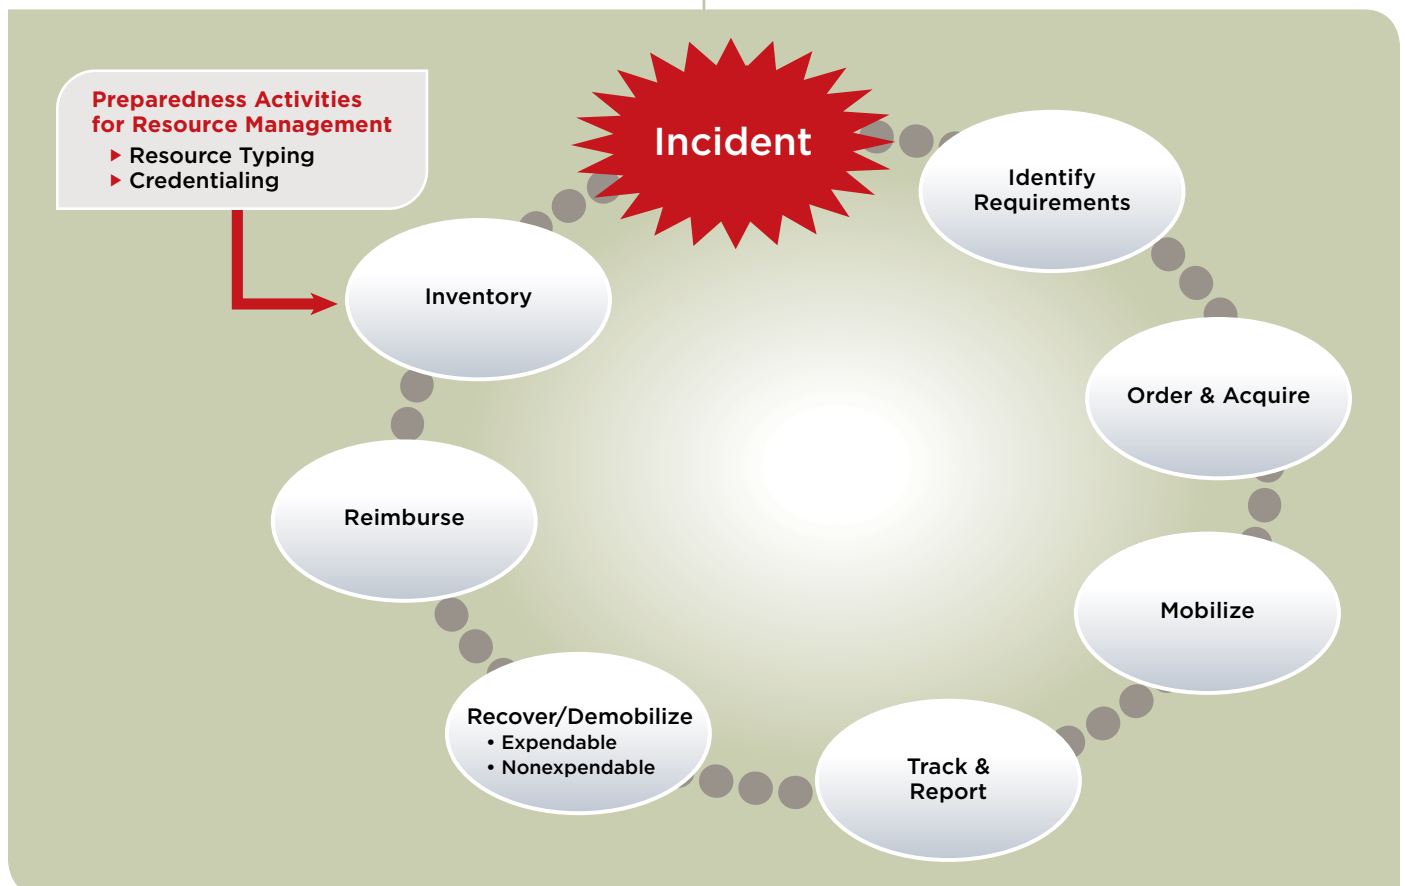 Preparedness Activities
for Resource Management
Resource Typing
Credentialing
Incident
Identify
Requirements
Order & Acquire
Mobilize
Track &
Report
Recover/Demobilize
• Expendable
• Nonexpendable
Reimburse
Inventory